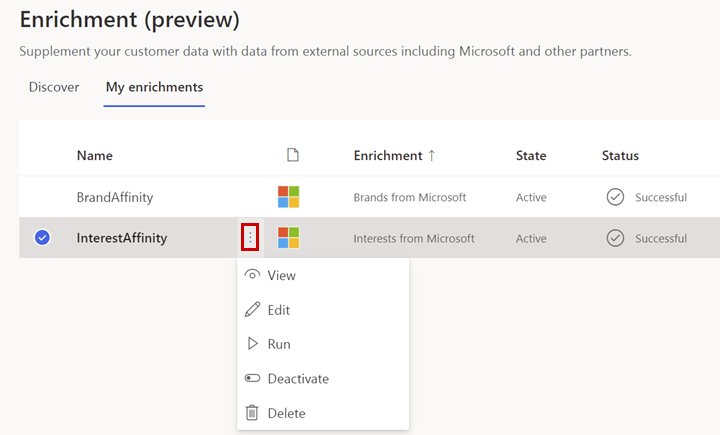 Enrichment (preview)
Supplement your customer data with data from external sources including Microsoft and other partners.
Discover My enrichments
Name Enrichment ↑ State Status
BrandAffinity Brands from Microsoft Active Successful
InterestAffinity Interests from Microsoft Active Successful
View
Edit
Run
Deactivate
Delete